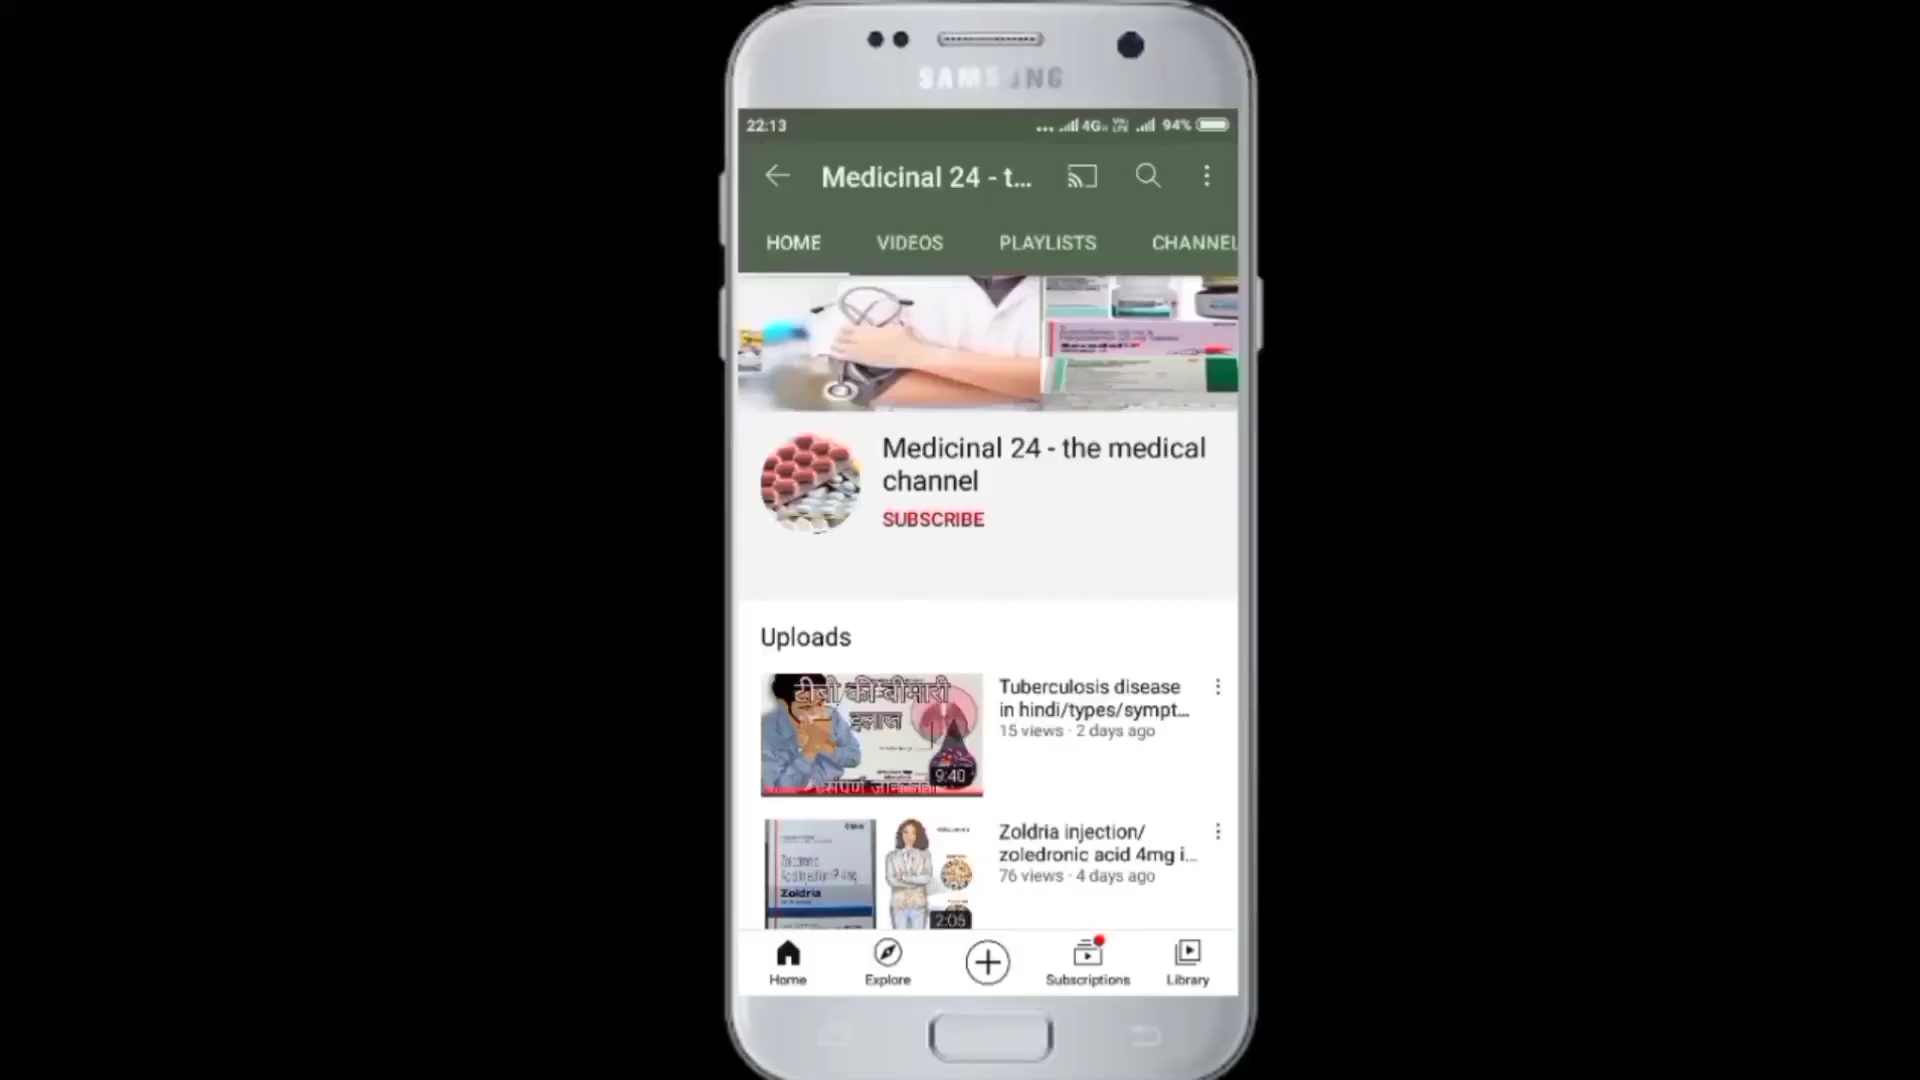 SAMSUNG
22:13
4G
94%
Medicinal 24 - t...
HOME
VIDEOS
PLAYLISTS
CHANNEL
Medicinal 24 - the medical
channel
SUBSCRIBE
Uploads
टीबी की बीमारी
इलाज
संपूर्ण जानकारी
9:40
Tuberculosis disease
in hindi/types/sympt...
15 views · 2 days ago
Zoldria
2:05
Zoldria injection/
zoledronic acid 4mg i...
76 views · 4 days ago
Home
Explore
Subscriptions
Library